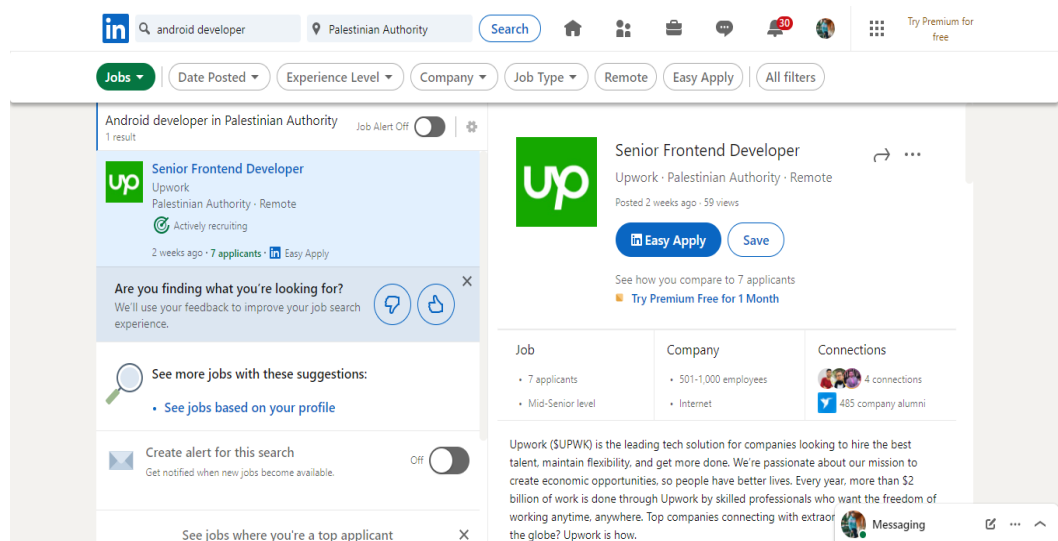 in
android developer
Palestinian Authority
Search
30
Try Premium for
free
Jobs
Date Posted
Experience Level
Company
Job Type
Remote
Easy Apply
All filters
Android developer in Palestinian Authority
1 result
Job Alert Off
up
Senior Frontend Developer
Upwork
Palestinian Authority · Remote
Actively recruiting
2 weeks ago · 7 applicants · in Easy Apply
Are you finding what you're looking for?
We'll use your feedback to improve your job search
experience.
See more jobs with these suggestions:
• See jobs based on your profile
Create alert for this search
Get notified when new jobs become available.
Off
See jobs where you're a top applicant
up
Senior Frontend Developer
Upwork · Palestinian Authority · Remote
Posted 2 weeks ago · 59 views
in Easy Apply
Save
See how you compare to 7 applicants
Try Premium Free for 1 Month
Job
• 7 applicants
• Mid-Senior level
Company
• 501-1,000 employees
• Internet
Connections
4 connections
485 company alumni
Upwork ($UPWK) is the leading tech solution for companies looking to hire the best
talent, maintain flexibility, and get more done. We're passionate about our mission to
create economic opportunities, so people have better lives. Every year, more than $2
billion of work is done through Upwork by skilled professionals who want the freedom of
working anytime, anywhere. Top companies connecting with extraor
the globe? Upwork is how.
Messaging